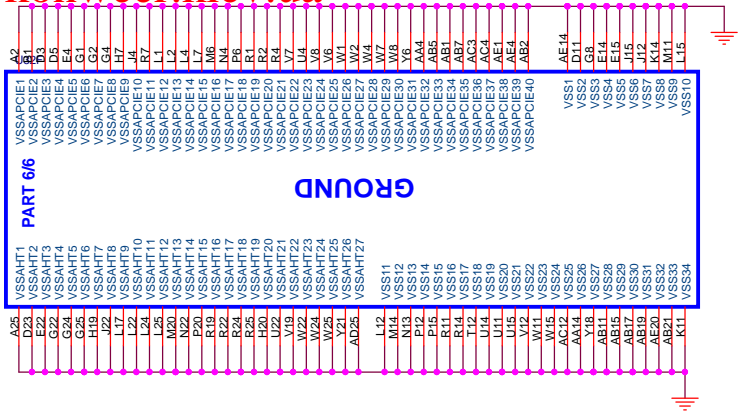 A2
B1
D3
D5
E4
G1
G2
G4
H7
J4
R7
L1
L2
L4
L7
M6
N4
P6
R1
R2
R4
V7
U4
V8
V6
W1
W2
W4
W7
W8
Y6
AA4
AB5
AB1
AB7
AC3
AC4
AE1
AE4
AB2
AE14
D11
G8
E14
E15
J15
J12
K14
M11
L15
VSSAPCIE1
VSSAPCIE2
VSSAPCIE3
VSSAPCIE4
VSSAPCIE5
VSSAPCIE6
VSSAPCIE7
VSSAPCIE8
VSSAPCIE9
VSSAPCIE10
VSSAPCIE11
VSSAPCIE12
VSSAPCIE13
VSSAPCIE14
VSSAPCIE15
VSSAPCIE16
VSSAPCIE17
VSSAPCIE18
VSSAPCIE19
VSSAPCIE20
VSSAPCIE21
VSSAPCIE22
VSSAPCIE23
VSSAPCIE24
VSSAPCIE25
VSSAPCIE26
VSSAPCIE27
VSSAPCIE28
VSSAPCIE29
VSSAPCIE30
VSSAPCIE31
VSSAPCIE32
VSSAPCIE33
VSSAPCIE34
VSSAPCIE35
VSSAPCIE36
VSSAPCIE37
VSSAPCIE38
VSSAPCIE39
VSSAPCIE40
VSS1
VSS2
VSS3
VSS4
VSS5
VSS6
VSS7
VSS8
VSS9
VSS10
PART 6/6
GROUND
VSSAHT1
VSSAHT2
VSSAHT3
VSSAHT4
VSSAHT5
VSSAHT6
VSSAHT7
VSSAHT8
VSSAHT9
VSSAHT10
VSSAHT11
VSSAHT12
VSSAHT13
VSSAHT14
VSSAHT15
VSSAHT16
VSSAHT17
VSSAHT18
VSSAHT19
VSSAHT20
VSSAHT21
VSSAHT22
VSSAHT23
VSSAHT24
VSSAHT25
VSSAHT26
VSSAHT27
VSS11
VSS12
VSS13
VSS14
VSS15
VSS16
VSS17
VSS18
VSS19
VSS20
VSS21
VSS22
VSS23
VSS24
VSS25
VSS26
VSS27
VSS28
VSS29
VSS30
VSS31
VSS32
VSS33
VSS34
A25
D23
E22
G22
G24
G25
H19
J22
L17
L22
L24
L25
M20
N22
P20
R19
R22
R24
R25
H20
U22
V19
W22
W24
W25
Y21
AD25
L12
M14
N13
P12
P15
R11
R14
T12
U14
U11
U15
V12
W11
W15
AC12
AA14
Y18
AB11
AB15
AB17
AB19
AE20
AB21
K11